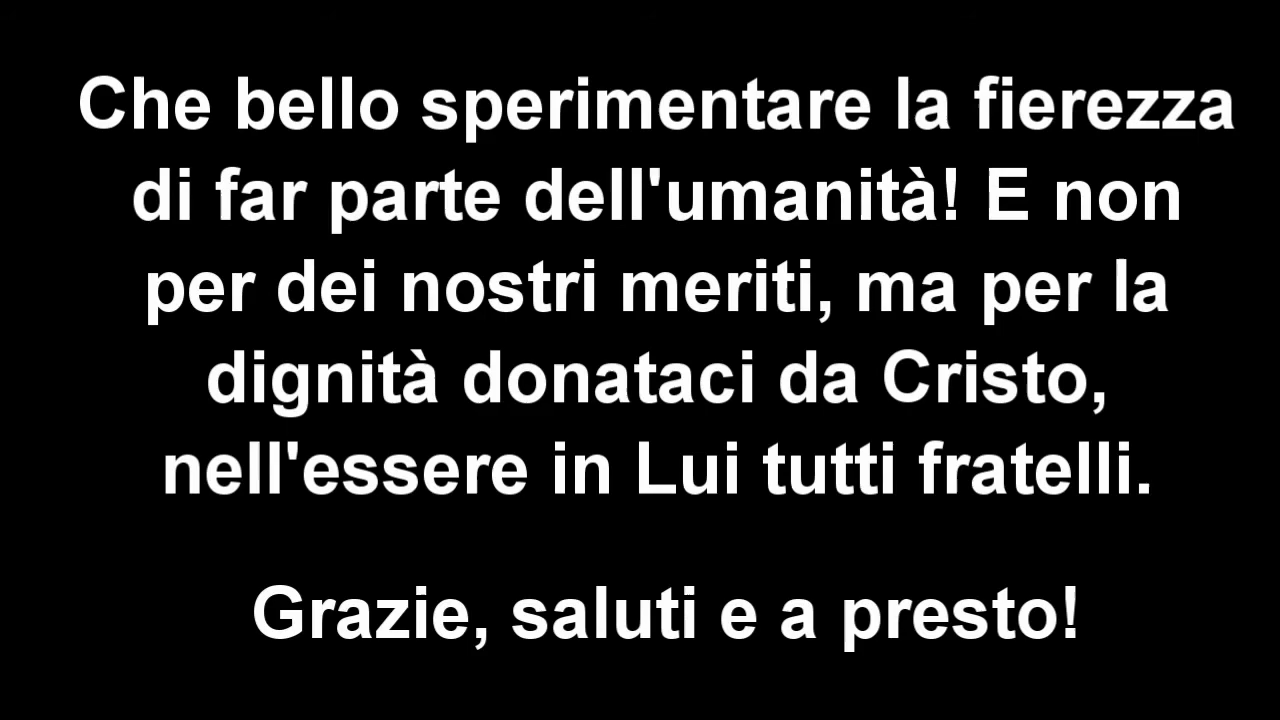 Che bello sperimentare la fierezza
di far parte dell'umanità! E non
per dei nostri meriti, ma per la
dignità donataci da Cristo,
nell'essere in Lui tutti fratelli.
Grazie, saluti e a presto!